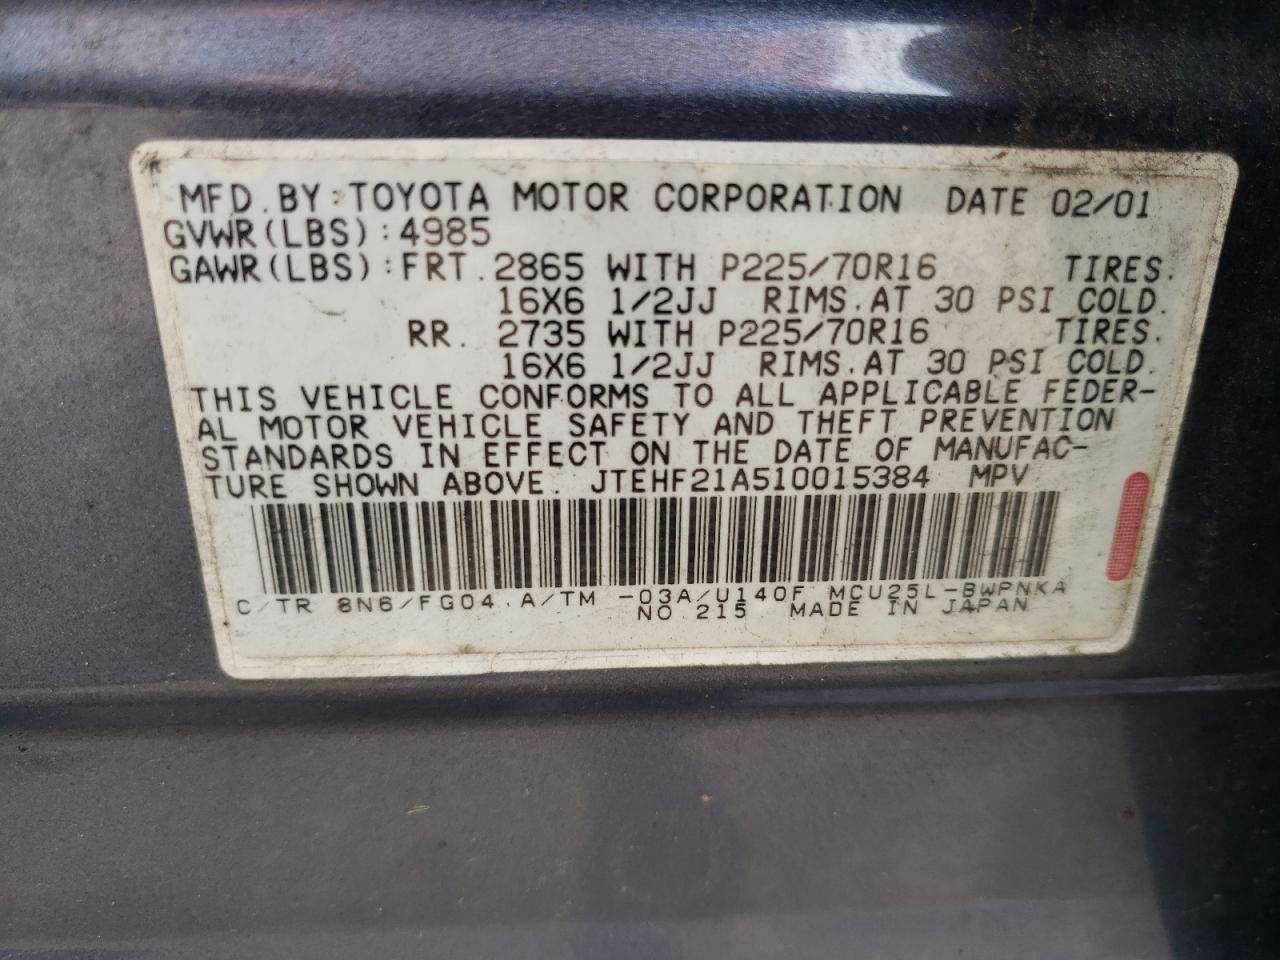 MFD. BY: TOYOTA MOTOR CORPORATION DATE 02/01
GVWR(LBS): 4985
GAWR(LBS): FRT. 2865 WITH P225/70R16 TIRES.
16X6 1/2JJ RIMS. AT 30 PSI COLD.
RR. 2735 WITH P225/70R16 TIRES.
16X6 1/2JJ RIMS. AT 30 PSI COLD.
THIS VEHICLE CONFORMS TO ALL APPLICABLE FEDER-
AL MOTOR VEHICLE SAFETY AND THEFT PREVENTION
STANDARDS IN EFFECT ON THE DATE OF MANUFAC-
TURE SHOWN ABOVE. JTEHF21A510015384 MPV
C/TR 8N6/FG04 A/TM -03A/U140F MCU25L-BWPNKA
NO. 215 MADE IN JAPAN